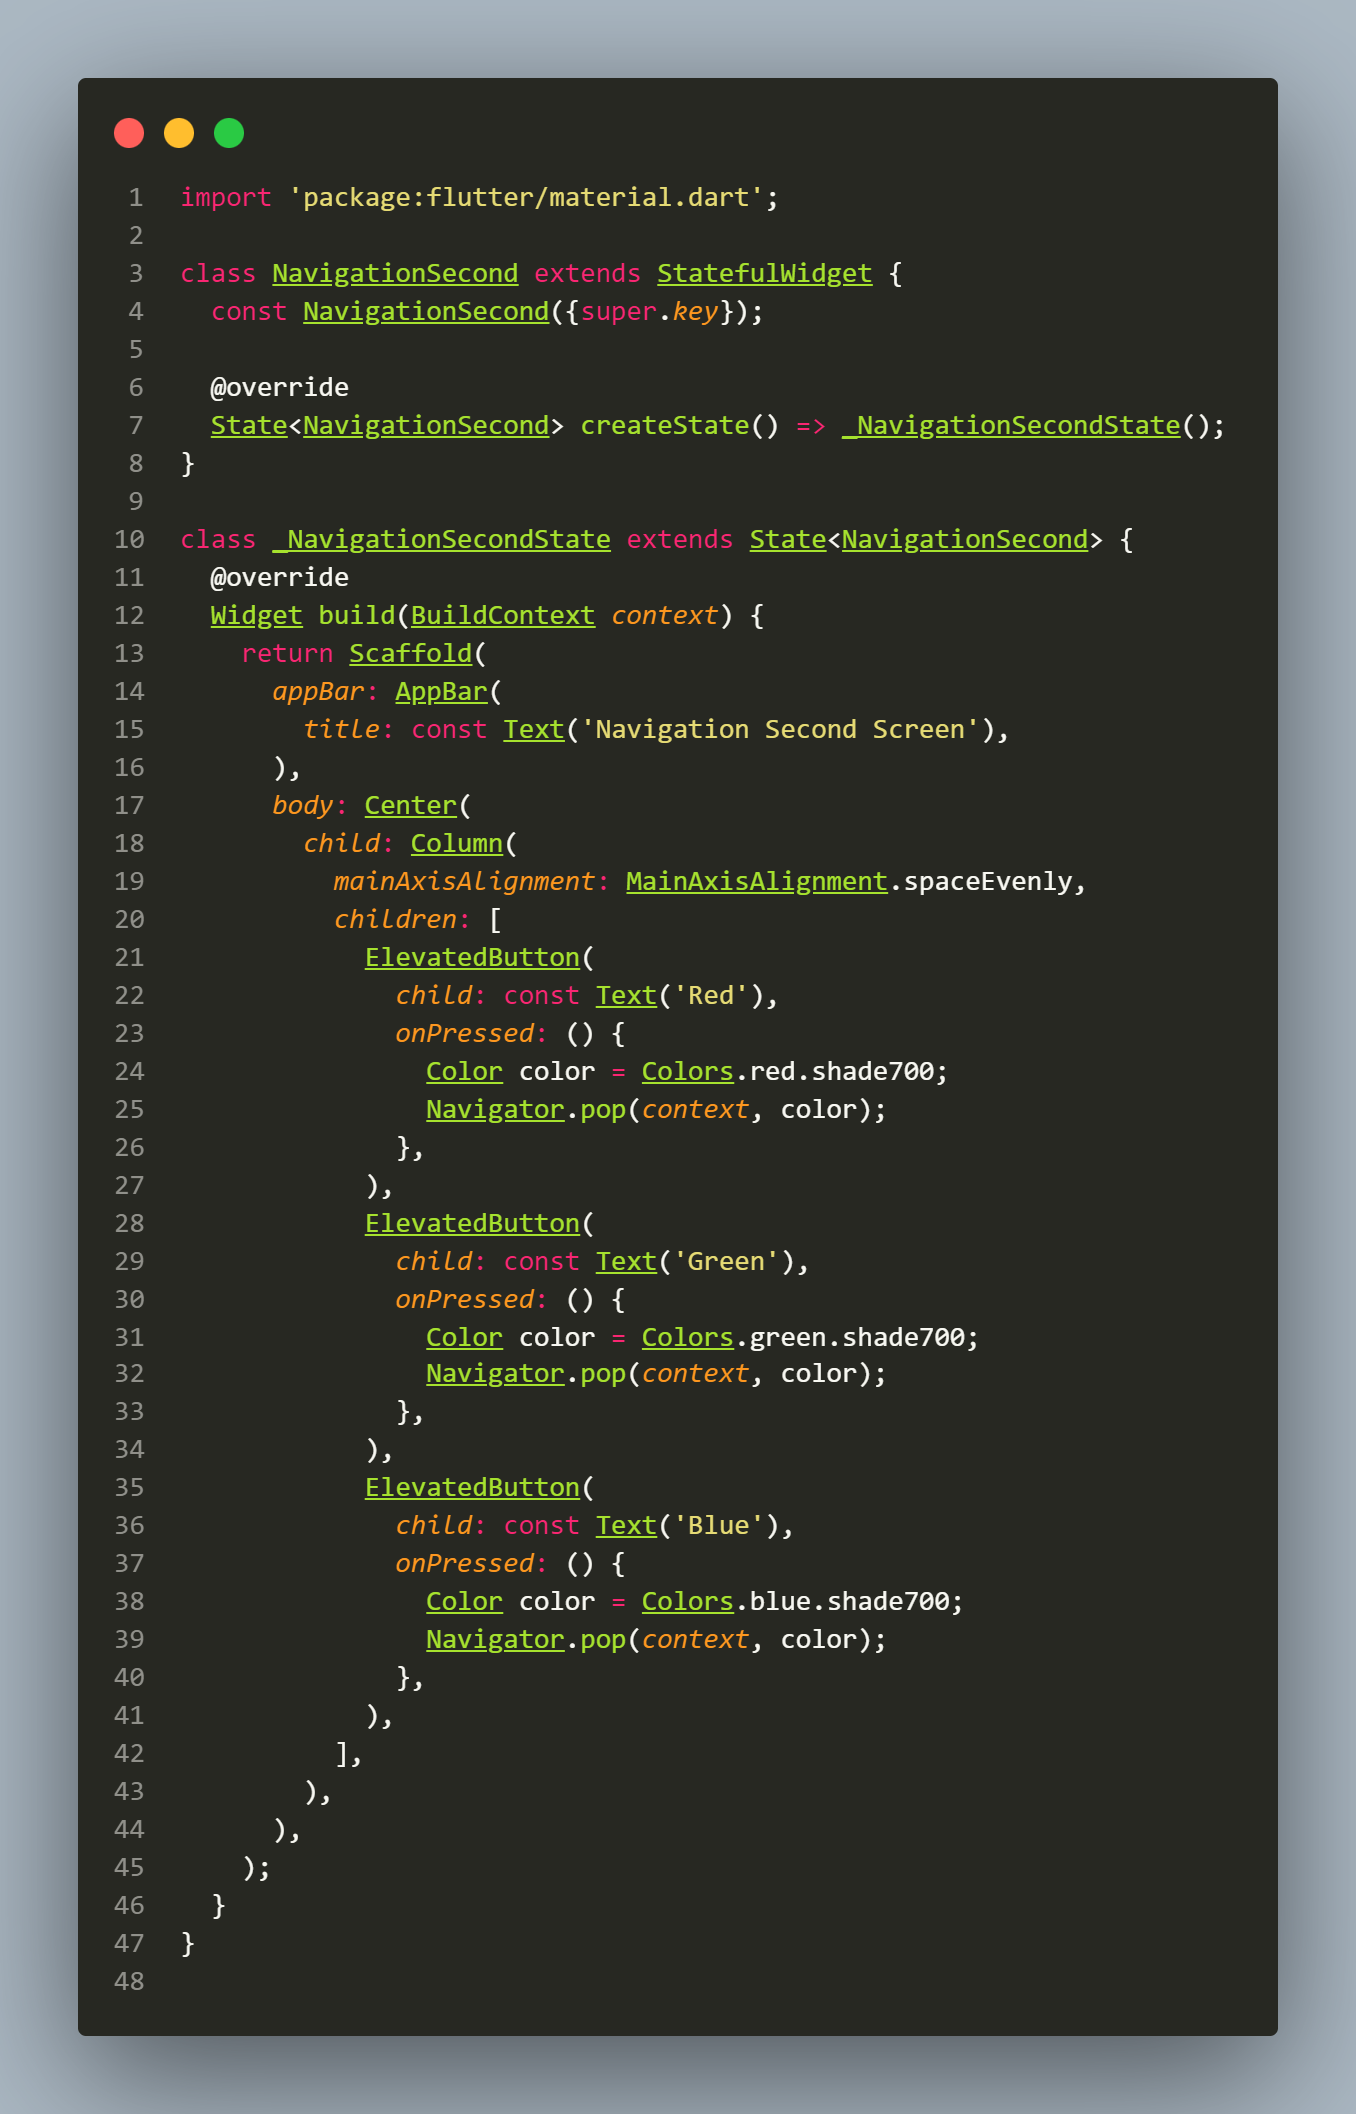 1 import 'package:flutter/material.dart';
2
3 class NavigationSecond extends StatefulWidget {
4   const NavigationSecond({super.key});
5
6   @override
7   State<NavigationSecond> createState() => _NavigationSecondState();
8 }
9
10 class _NavigationSecondState extends State<NavigationSecond> {
11   @override
12   Widget build(BuildContext context) {
13     return Scaffold(
14       appBar: AppBar(
15         title: const Text('Navigation Second Screen'),
16       ),
17       body: Center(
18         child: Column(
19           mainAxisAlignment: MainAxisAlignment.spaceEvenly,
20           children: [
21             ElevatedButton(
22               child: const Text('Red'),
23               onPressed: () {
24                 Color color = Colors.red.shade700;
25                 Navigator.pop(context, color);
26               },
27             ),
28             ElevatedButton(
29               child: const Text('Green'),
30               onPressed: () {
31                 Color color = Colors.green.shade700;
32                 Navigator.pop(context, color);
33               },
34             ),
35             ElevatedButton(
36               child: const Text('Blue'),
37               onPressed: () {
38                 Color color = Colors.blue.shade700;
39                 Navigator.pop(context, color);
40               },
41             ),
42           ],
43         ),
44       ),
45     );
46   }
47 }
48